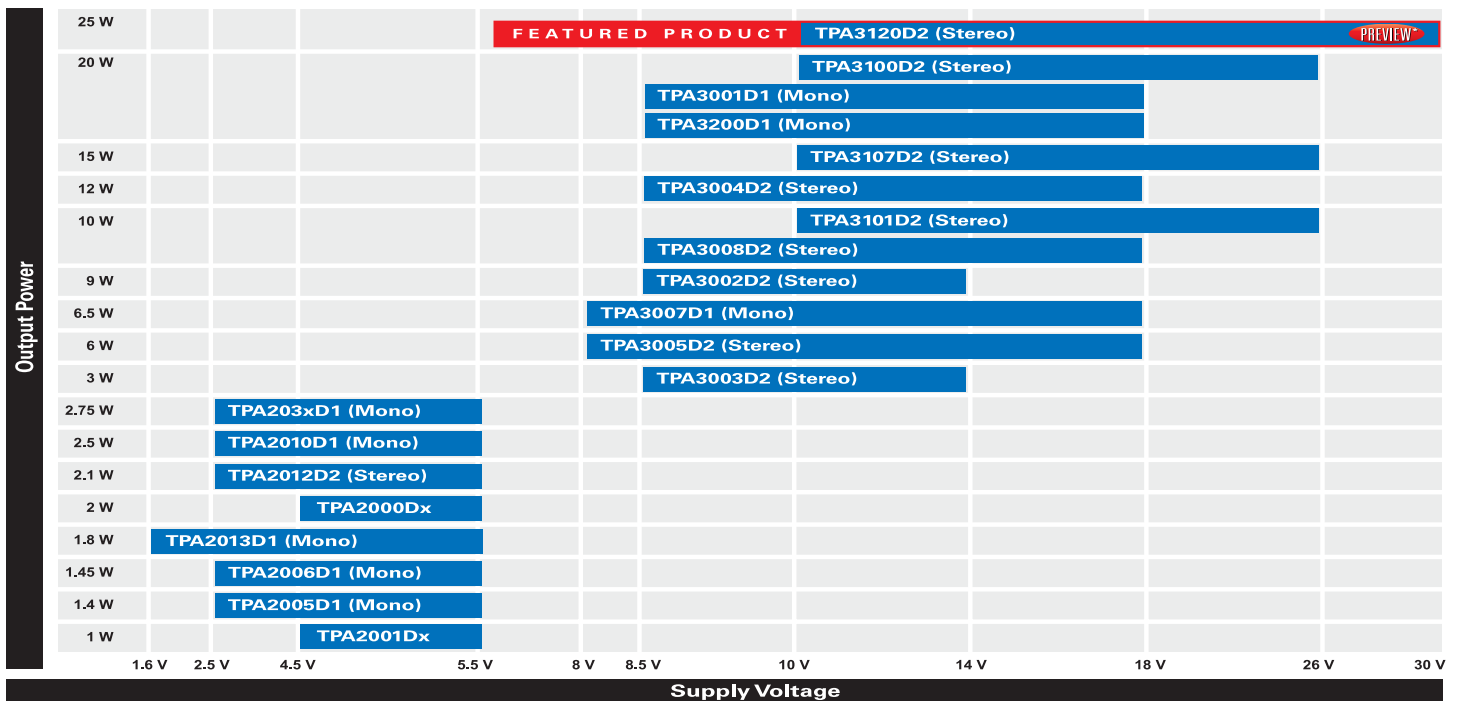 25 W
FEATURED PRODUCT TPA3120D2 (Stereo) PREVIEW*
20 W
TPA3100D2 (Stereo)
TPA3001D1 (Mono)
TPA3200D1 (Mono)
15 W
TPA3107D2 (Stereo)
12 W
TPA3004D2 (Stereo)
10 W
TPA3101D2 (Stereo)
TPA3008D2 (Stereo)
9 W
TPA3002D2 (Stereo)
6.5 W
TPA3007D1 (Mono)
6 W
TPA3005D2 (Stereo)
3 W
TPA3003D2 (Stereo)
2.75 W
TPA203xD1 (Mono)
2.5 W
TPA2010D1 (Mono)
2.1 W
TPA2012D2 (Stereo)
2 W
TPA2000Dx
1.8 W
TPA2013D1 (Mono)
1.45 W
TPA2006D1 (Mono)
1.4 W
TPA2005D1 (Mono)
1 W
TPA2001Dx
Output Power
1.6 V 2.5 V 4.5 V 5.5 V 8 V 8.5 V 10 V 14 V 18 V 26 V 30 V
Supply Voltage